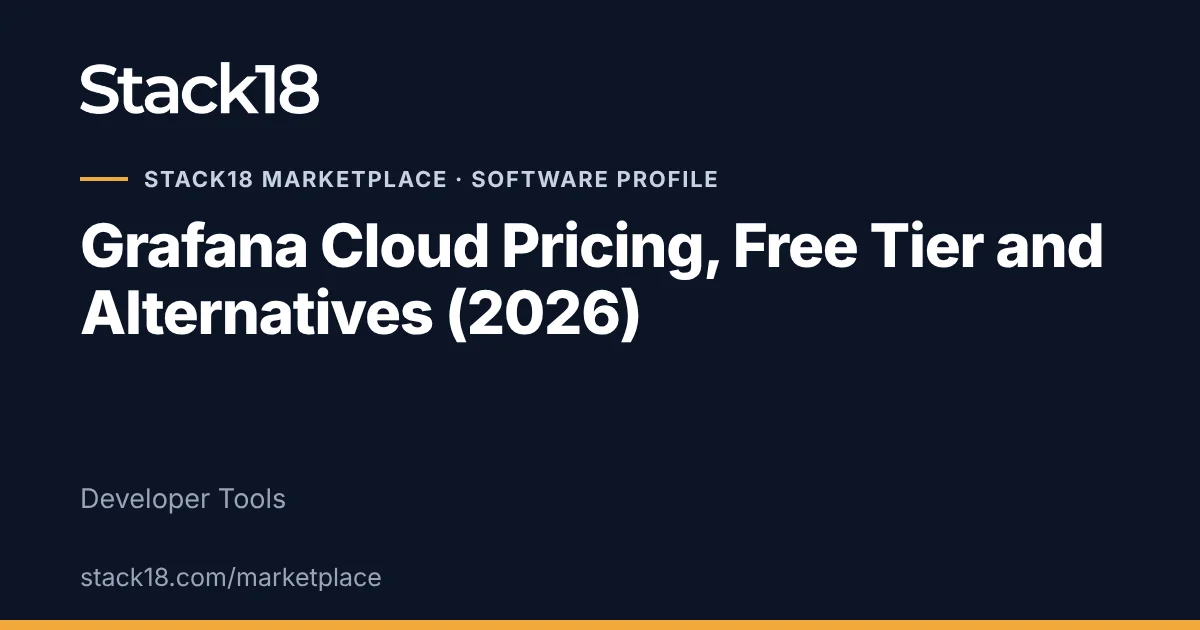 Stack18
STACK18 MARKETPLACE · SOFTWARE PROFILE
Grafana Cloud Pricing, Free Tier and
Alternatives (2026)
Developer Tools
stack18.com/marketplace